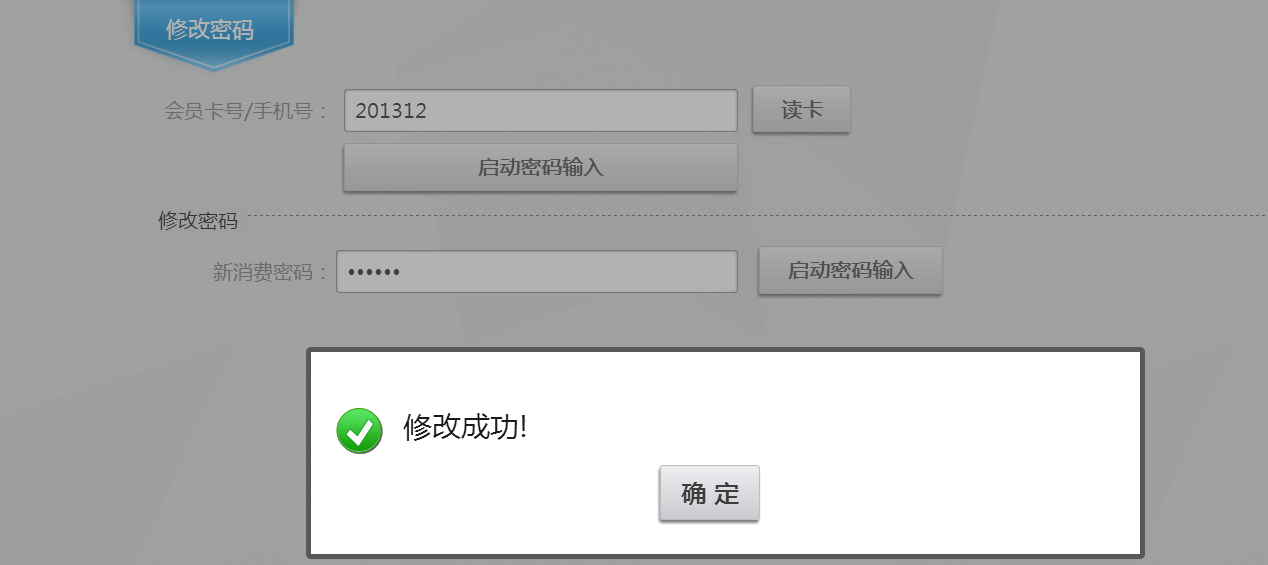 修改密码
会员卡号/手机号： 201312 读卡
启动密码输入
修改密码
新消费密码： •••••• 启动密码输入
修改成功!
确 定